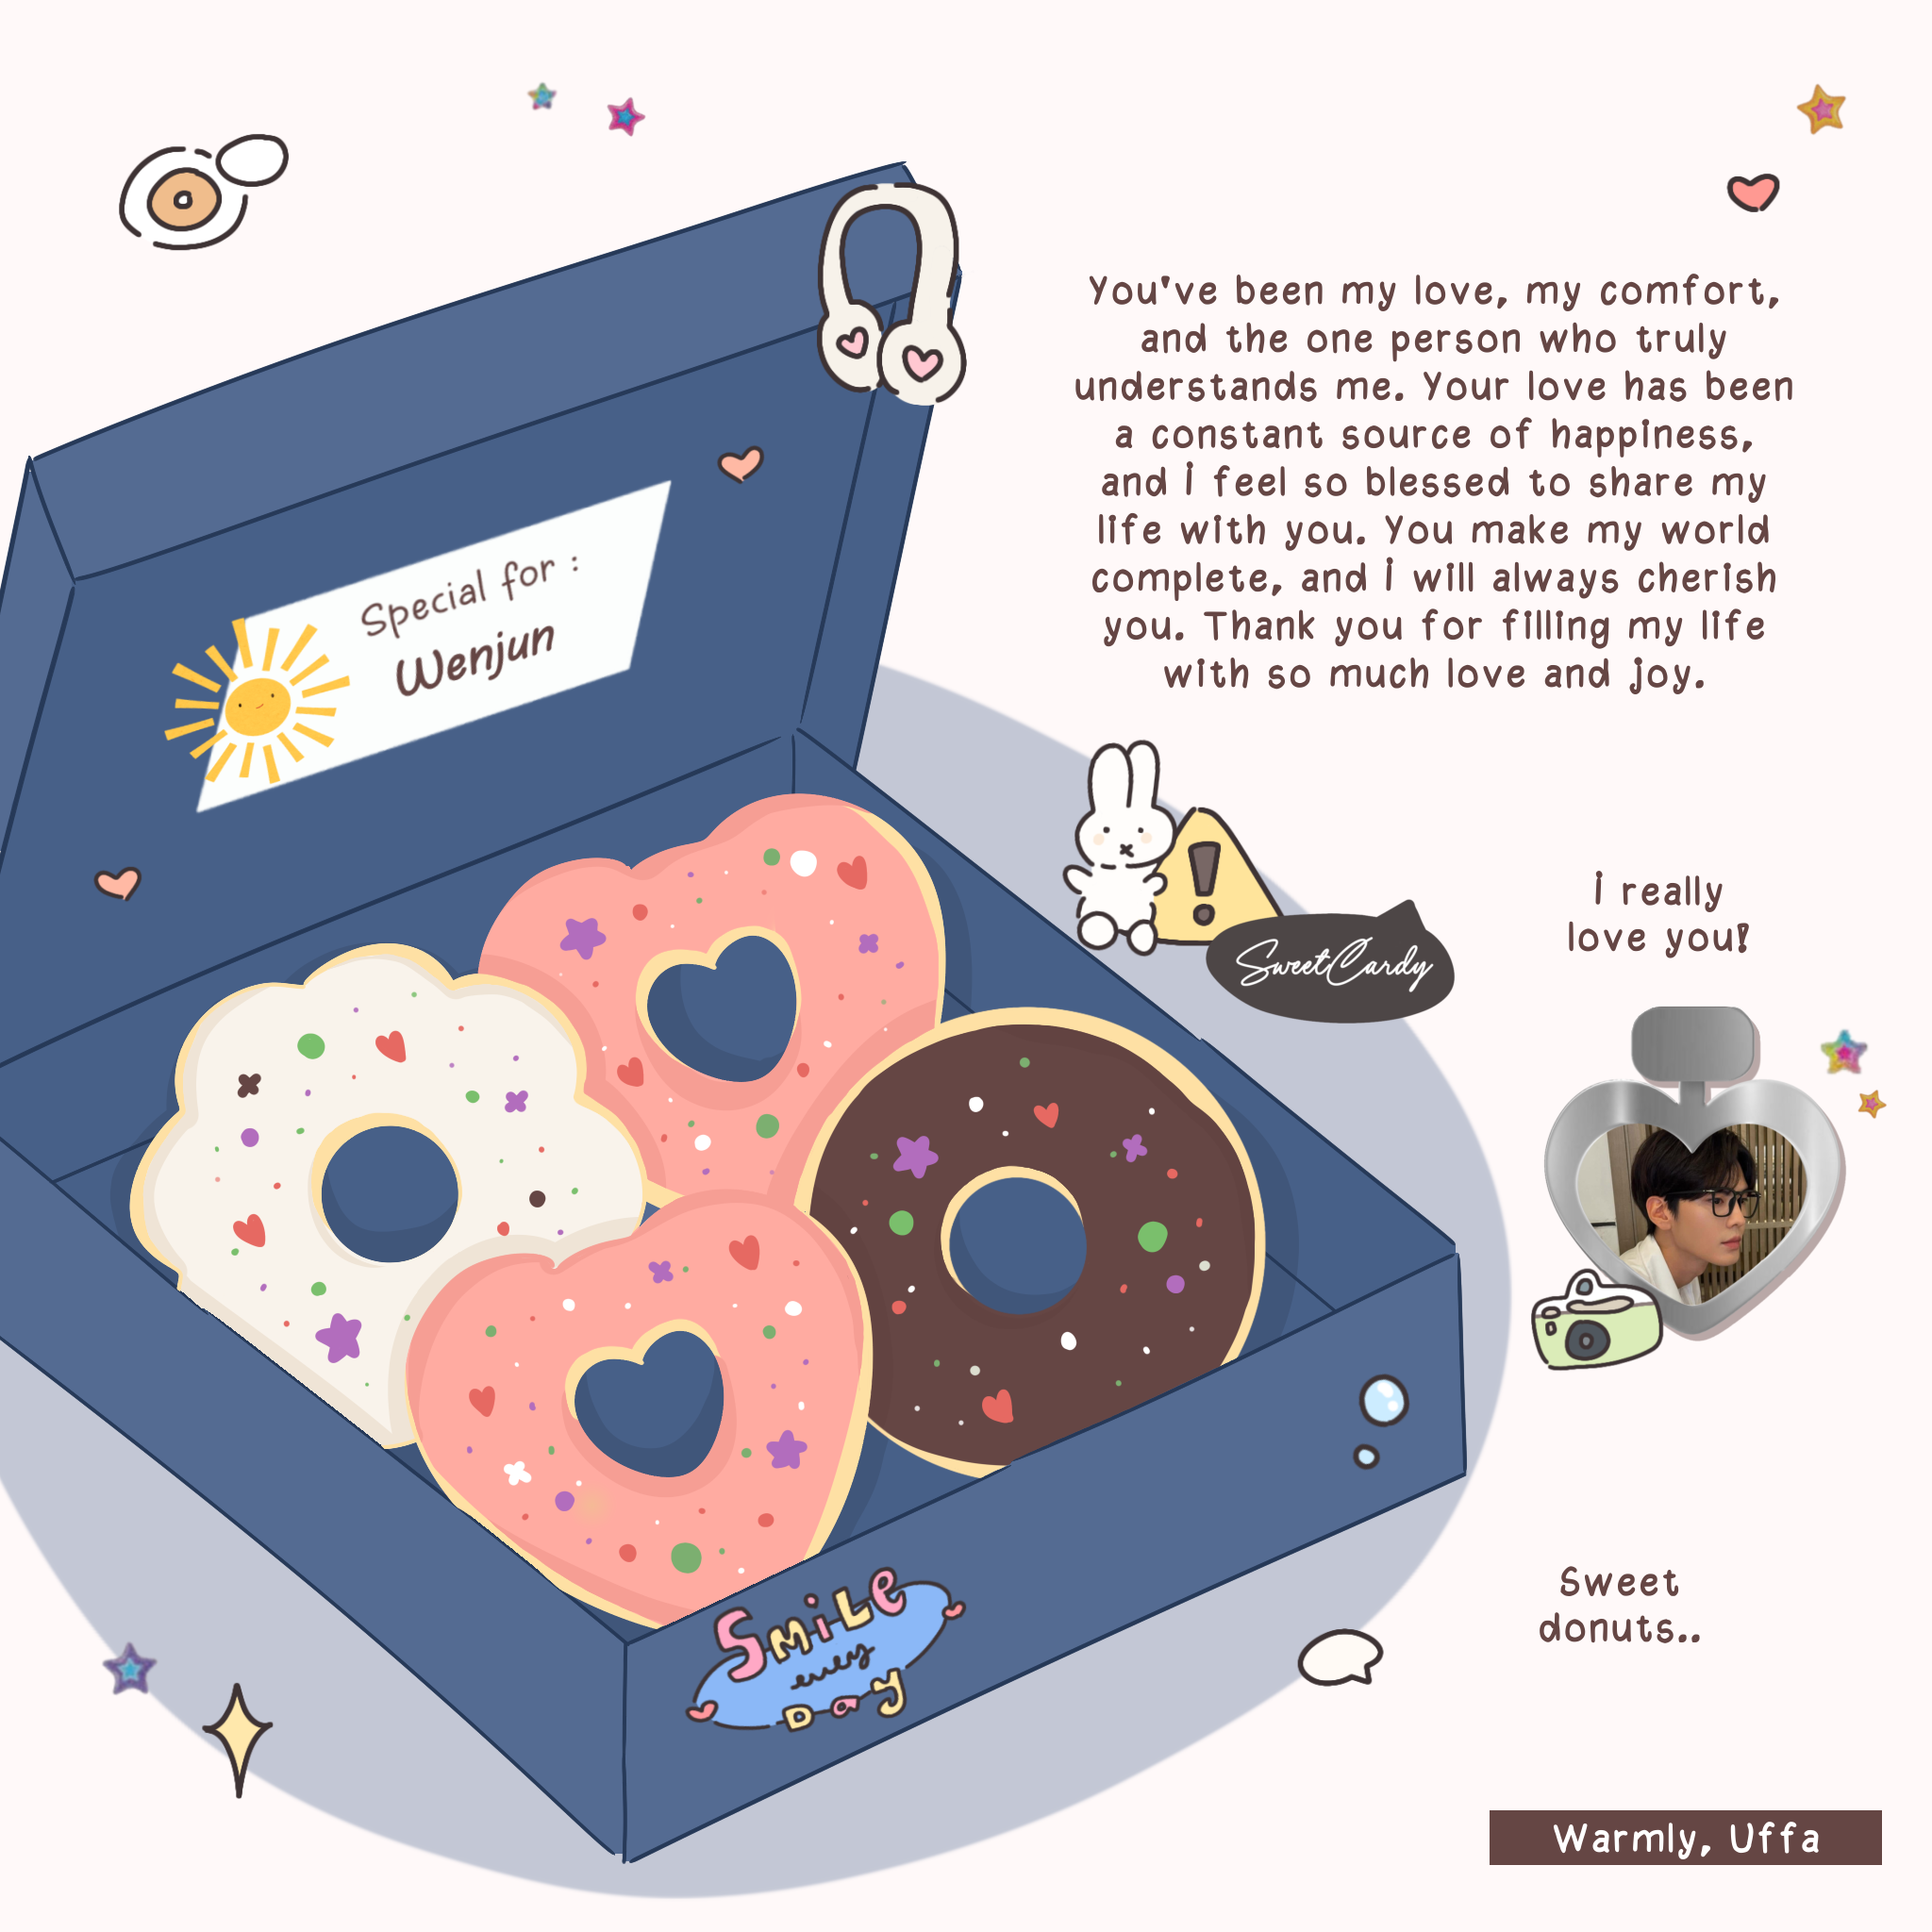 You've been my love, my comfort,
and the one person who truly
understands me. Your love has been
a constant source of happiness,
and i feel so blessed to share my
life with you. You make my world
complete, and i will always cherish
you. Thank you for filling my life
with so much love and joy.
Special for :
Wenjun
i really
love you!
SweetCardy
Smile
every
Day
Sweet
donuts..
Warmly, Uffa